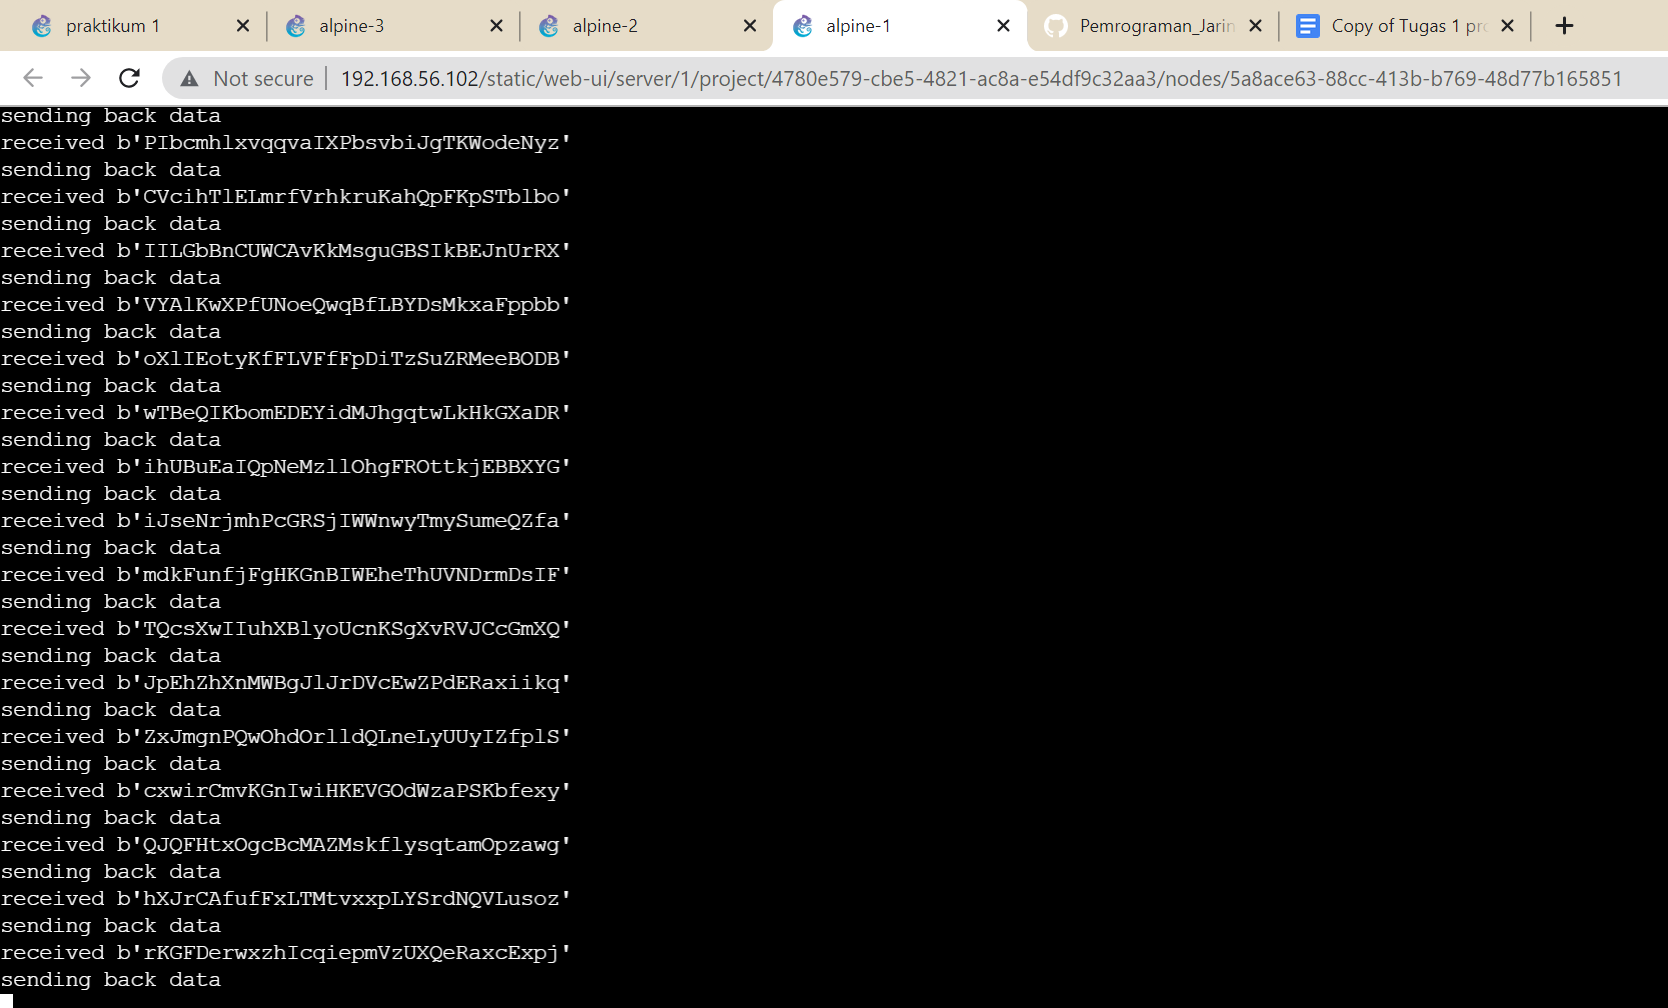 praktikum 1
alpine-3
alpine-2
alpine-1
Pemrograman_Jarin
Copy of Tugas 1 pro
Not secure
192.168.56.102/static/web-ui/server/1/project/4780e579-cbe5-4821-ac8a-e54df9c32aa3/nodes/5a8ace63-88cc-413b-b769-48d77b165851
sending back data
received b'PIbcmhlxvqqvaIXPbsvbiJgTKWodeNyz'
sending back data
received b'CVcihTlELmrfVrhkruKahQpFKpSTblbo'
sending back data
received b'IILGbBnCUWCAvKkMsguGBSIkBEJnUrRX'
sending back data
received b'VYAlKwXPfUNoeQwqBfLBYDsMkxaFppbb'
sending back data
received b'oXlIEotyKfFLVFfFpDiTzSuZRMeeBODB'
sending back data
received b'wTBeQIKbomEDEYidMJhgqtwLkHkGXaDR'
sending back data
received b'ihUBuEaIQpNeMzllOhgFROttkjEBBXYG'
sending back data
received b'iJseNrjmhPcGRSjIWWnwyTmySumeQZfa'
sending back data
received b'mdkFunfjFgHKGnBIWEheThUVNDrmDsIF'
sending back data
received b'TQcsXwIIuhXBlyoUcnKSgXvRVJCcGmXQ'
sending back data
received b'JpEhZhXnMWBgJlJrDVcEwZPdERaxiikq'
sending back data
received b'ZxJmgnPQwOhdOrlldQLneLyUUyIZfplS'
sending back data
received b'cxwirCmvKGnIwiHKEVGOdWzaPSKbfexy'
sending back data
received b'QJQFHtxOgcBcMAZMskflysqtamOpzawg'
sending back data
received b'hXJrCAfufFxLTMtvxxpLYSrdNQVLusoz'
sending back data
received b'rKGFDerwxzhIcqiepmVzUXQeRaxcExpj'
sending back data